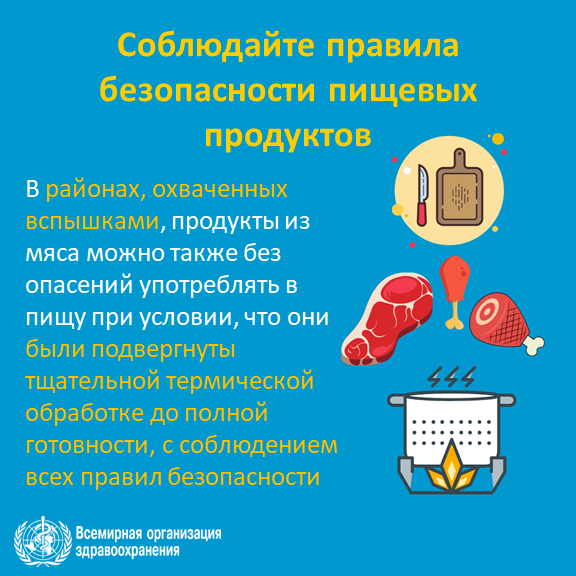 Соблюдайте правила
безопасности пищевых
продуктов
В районах, охваченных
вспышками, продукты из
мяса можно также без
опасений употреблять в
пищу при условии, что они
были подвергнуты
тщательной термической
обработке до полной
готовности, с соблюдением
всех правил безопасности
Всемирная организация
здравоохранения